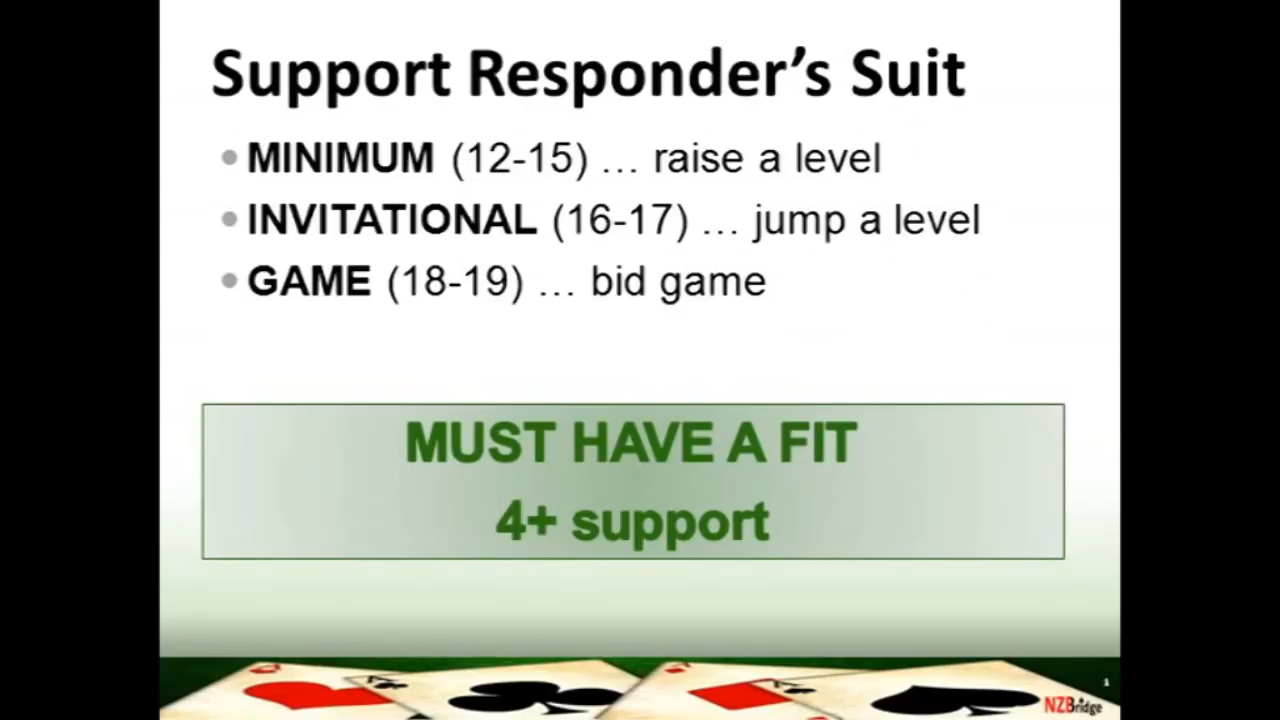 Support Responder’s Suit
MINIMUM (12-15) … raise a level
INVITATIONAL (16-17) … jump a level
GAME (18-19) … bid game
MUST HAVE A FIT
4+ support
1
NZBridge